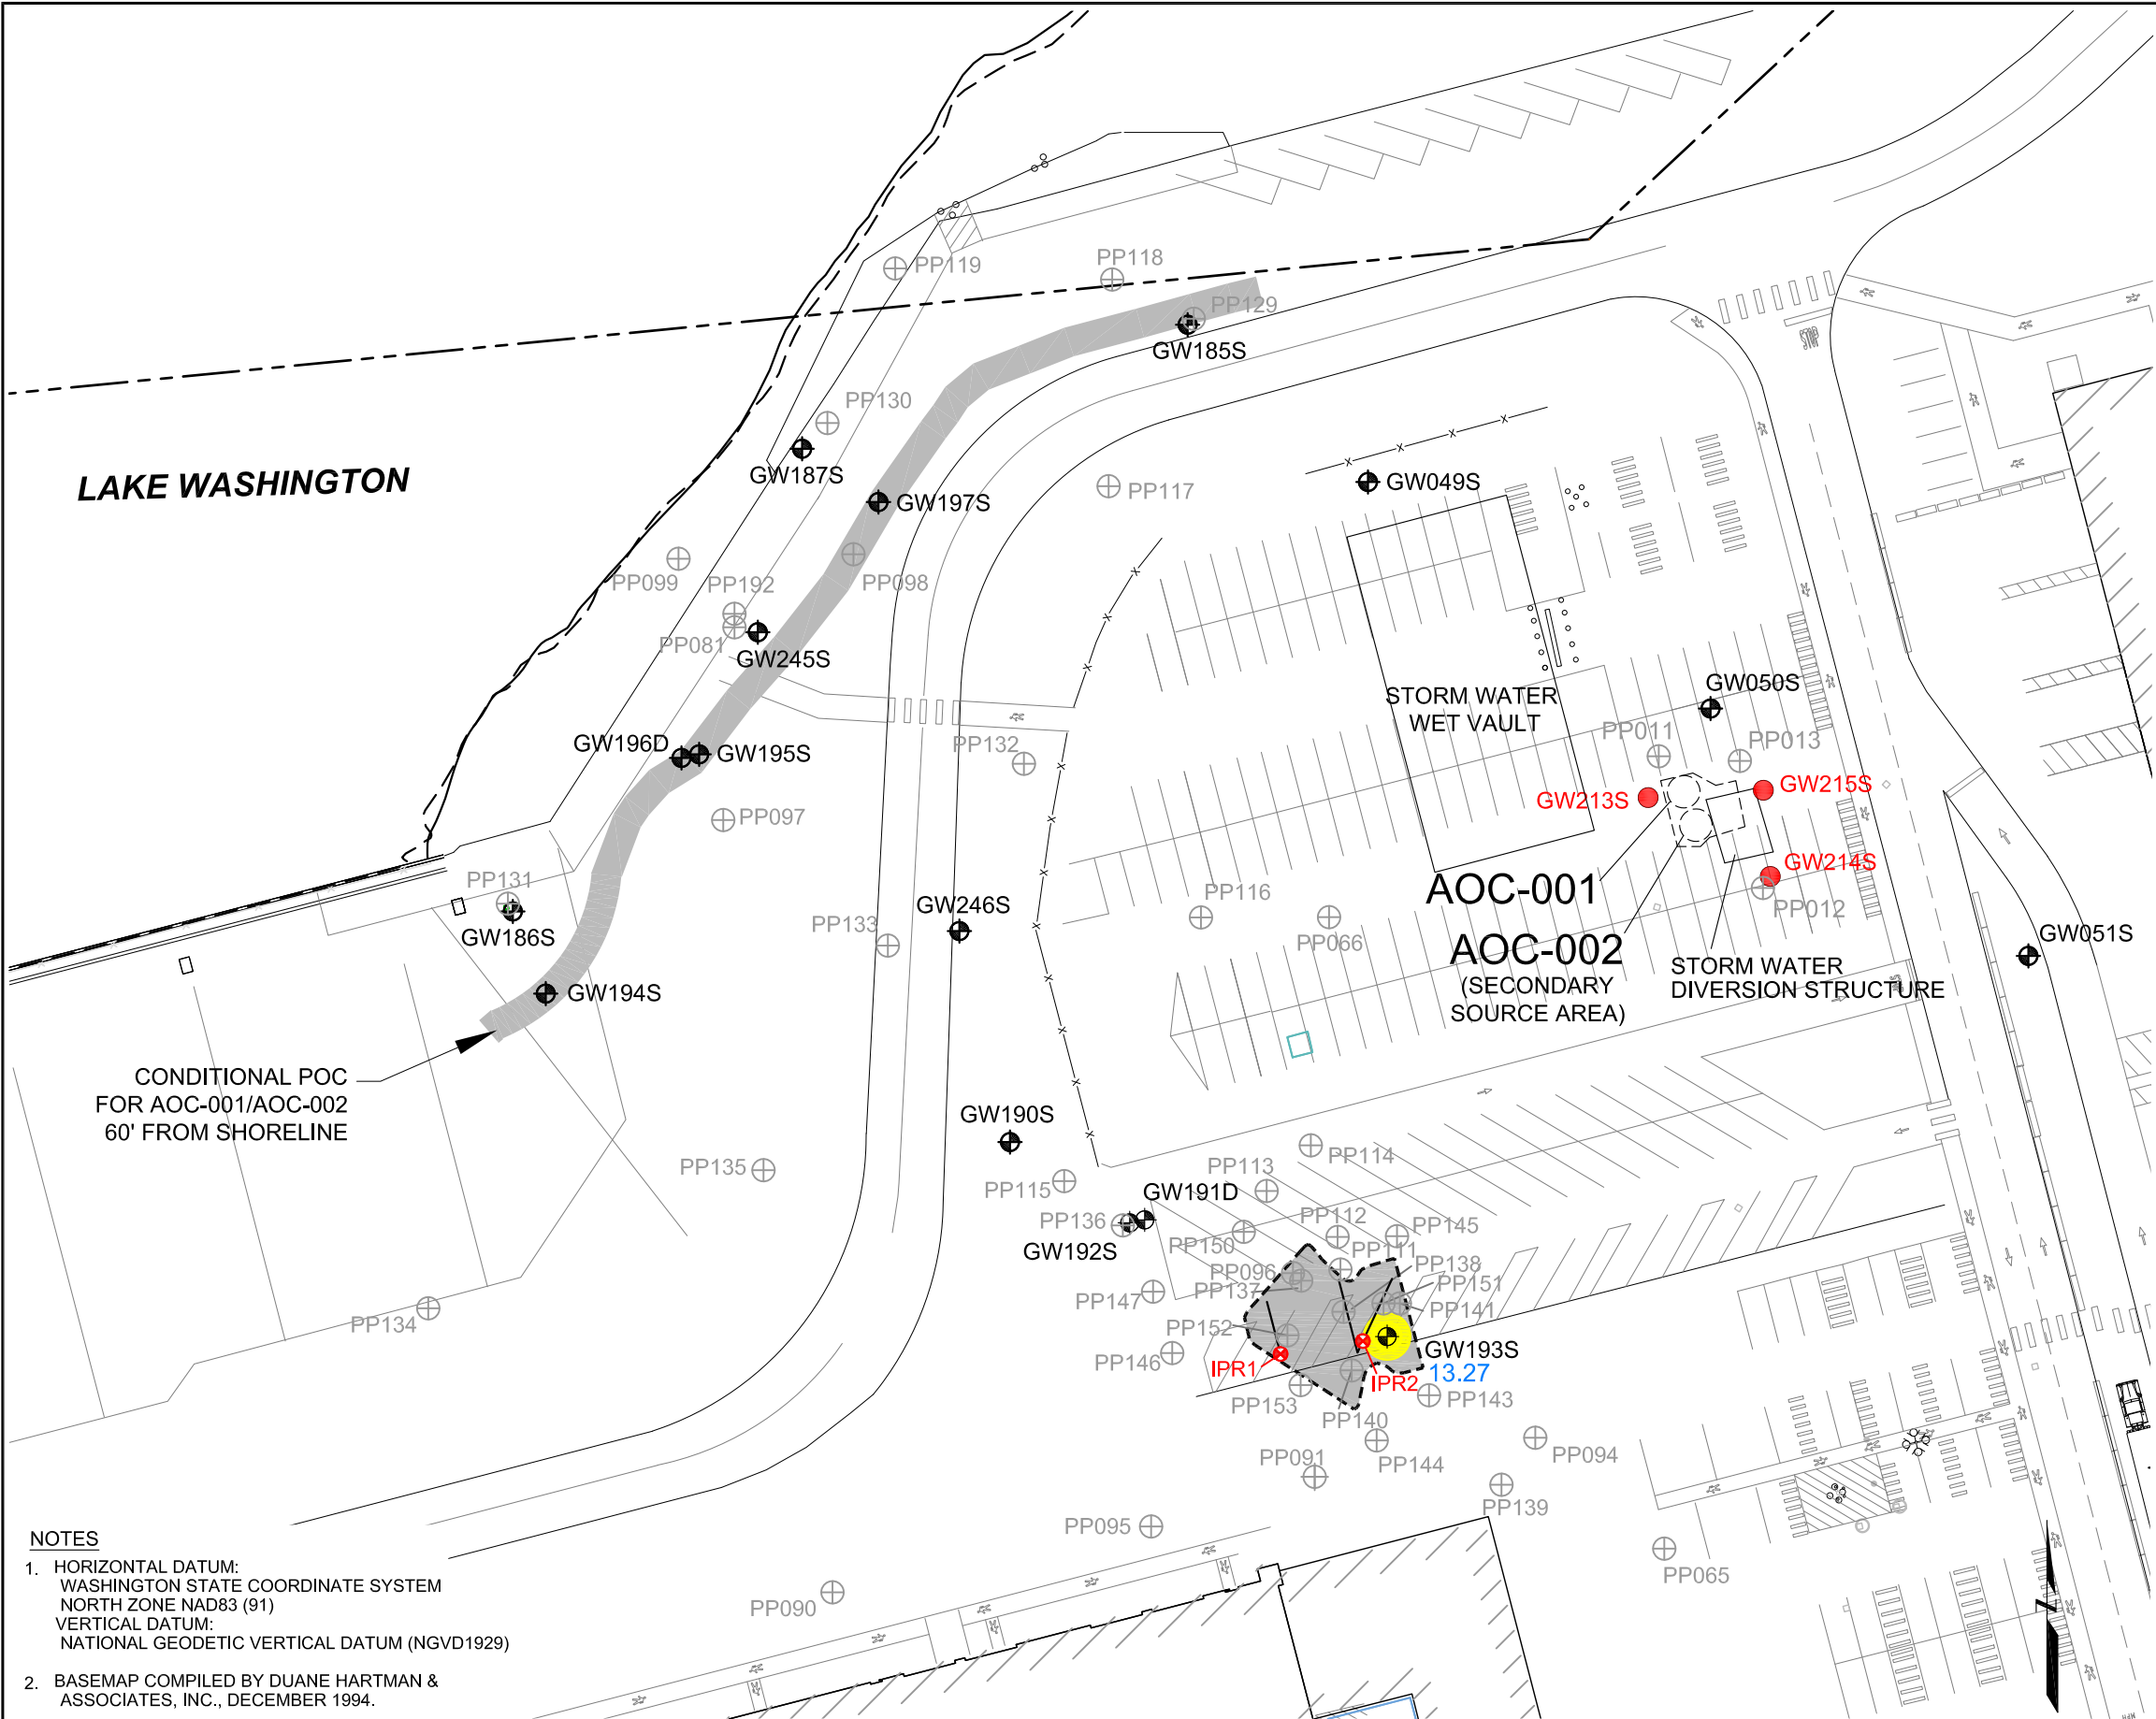 PP119
PP118
PP129
GW185S
PP130
LAKE WASHINGTON
GW187S
GW197S
PP117
GW049S
PP099
PP192
PP098
PP081
GW245S
STORM WATER
WET VAULT
GW050S
PP011
PP013
GW196D
GW195S
PP132
GW213S
GW215S
PP097
GW214S
AOC-001
PP131
PP116
PP012
GW246S
PP133
PP066
GW186S
AOC-002
GW051S
(SECONDARY
SOURCE AREA)
STORM WATER
DIVERSION STRUCTURE
GW194S
CONDITIONAL POC
FOR AOC-001/AOC-002
60' FROM SHORELINE
GW190S
PP135
PP115
PP113
PP114
GW191D
PP136
PP112
PP145
GW192S
PP150
PP111
PP096
PP138
PP137
PP151
PP147
PP141
PP134
PP152
PP146
IPR1
GW193S
IPR2
13.27
PP153
PP143
PP140
PP091
PP144
PP094
PP139
PP095
PP065
PP090
NOTES
1. HORIZONTAL DATUM:
WASHINGTON STATE COORDINATE SYSTEM
NORTH ZONE NAD83 (91)
VERTICAL DATUM:
NATIONAL GEODETIC VERTICAL DATUM (NGVD1929)
2. BASEMAP COMPILED BY DUANE HARTMAN &
ASSOCIATES, INC., DECEMBER 1994.